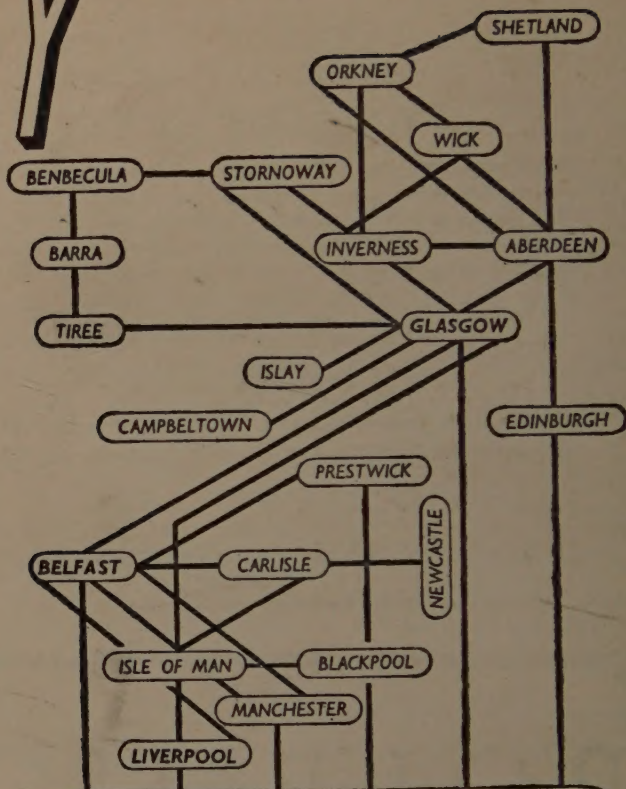 Y
SHETLAND
ORKNEY
WICK
BENBECULA
STORNOWAY
BARRA
INVERNESS
ABERDEEN
TIREE
GLASGOW
ISLAY
CAMPBELTOWN
EDINBURGH
PRESTWICK
NEWCASTLE
BELFAST
CARLISLE
ISLE OF MAN
BLACKPOOL
MANCHESTER
LIVERPOOL